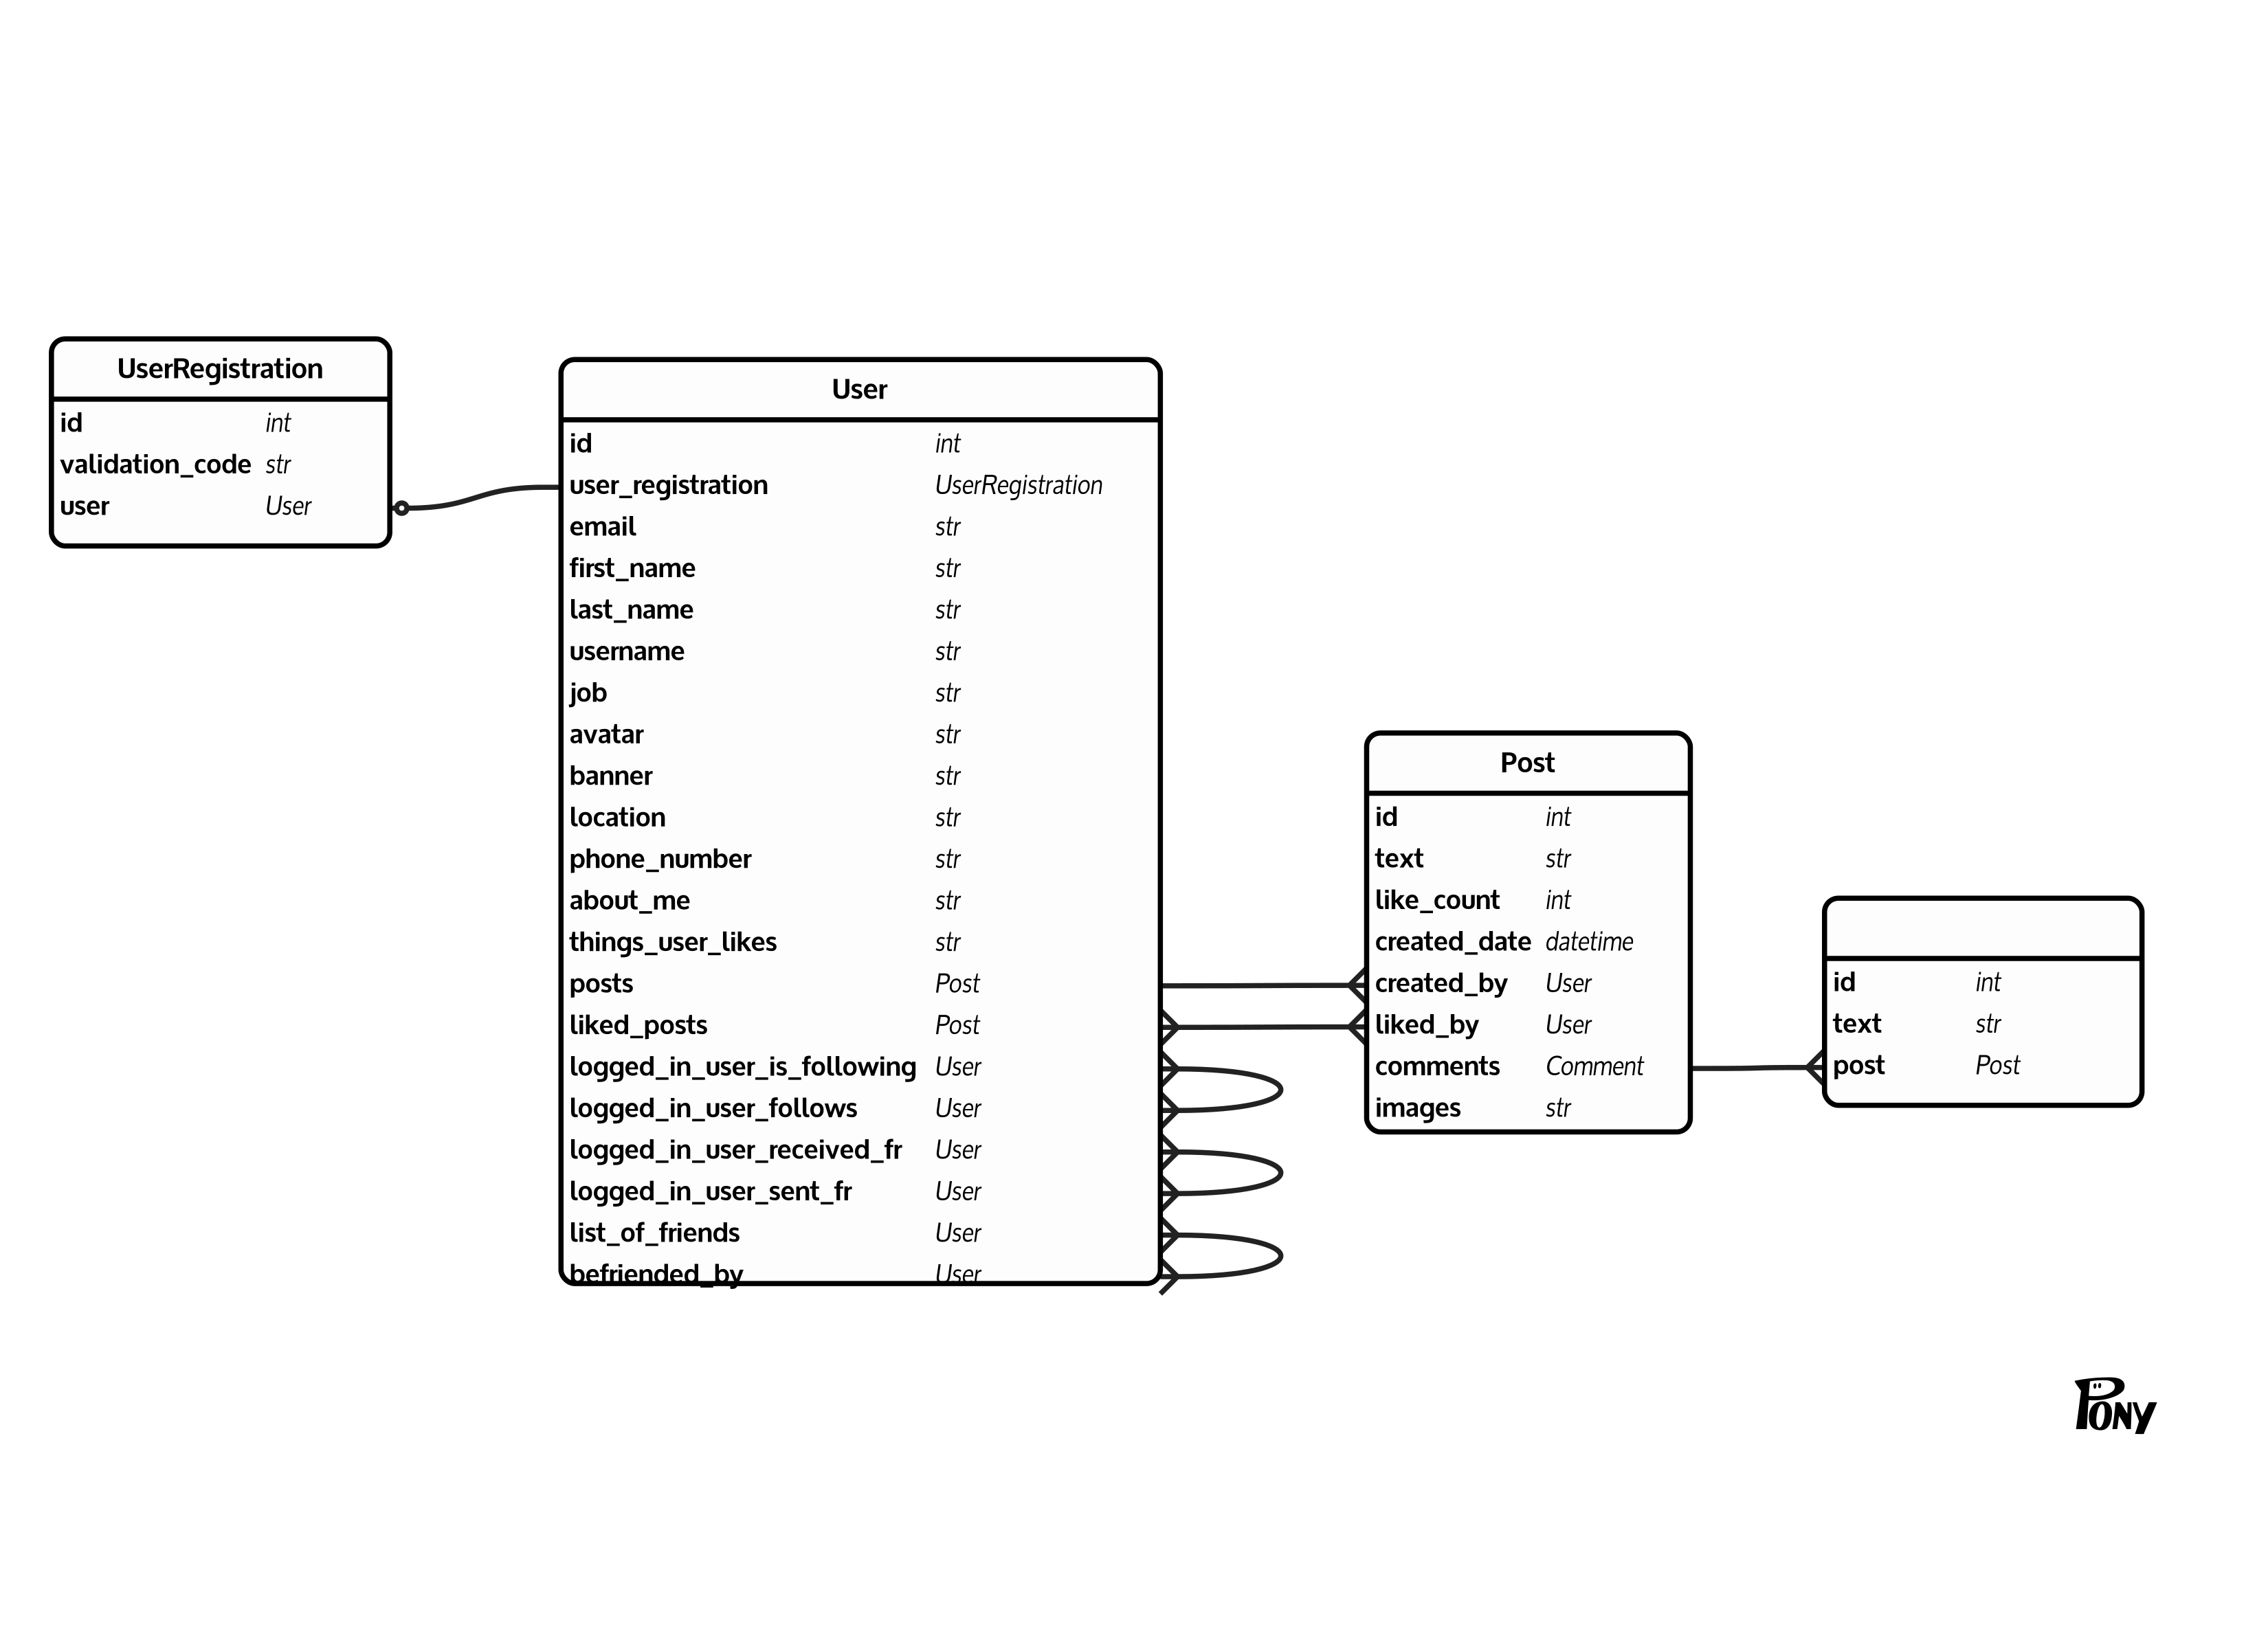 UserRegistration
id int
validation_code str
user User
User
id int
user_registration UserRegistration
email str
first_name str
last_name str
username str
job str
avatar str
banner str
location str
phone_number str
about_me str
things_user_likes str
posts Post
liked_posts Post
logged_in_user_is_following User
logged_in_user_follows User
logged_in_user_received_fr User
logged_in_user_sent_fr User
list_of_friends User
befriended_by User
Post
id int
text str
like_count int
created_date datetime
created_by User
liked_by User
comments Comment
images str
id int
text str
post Post
PONY